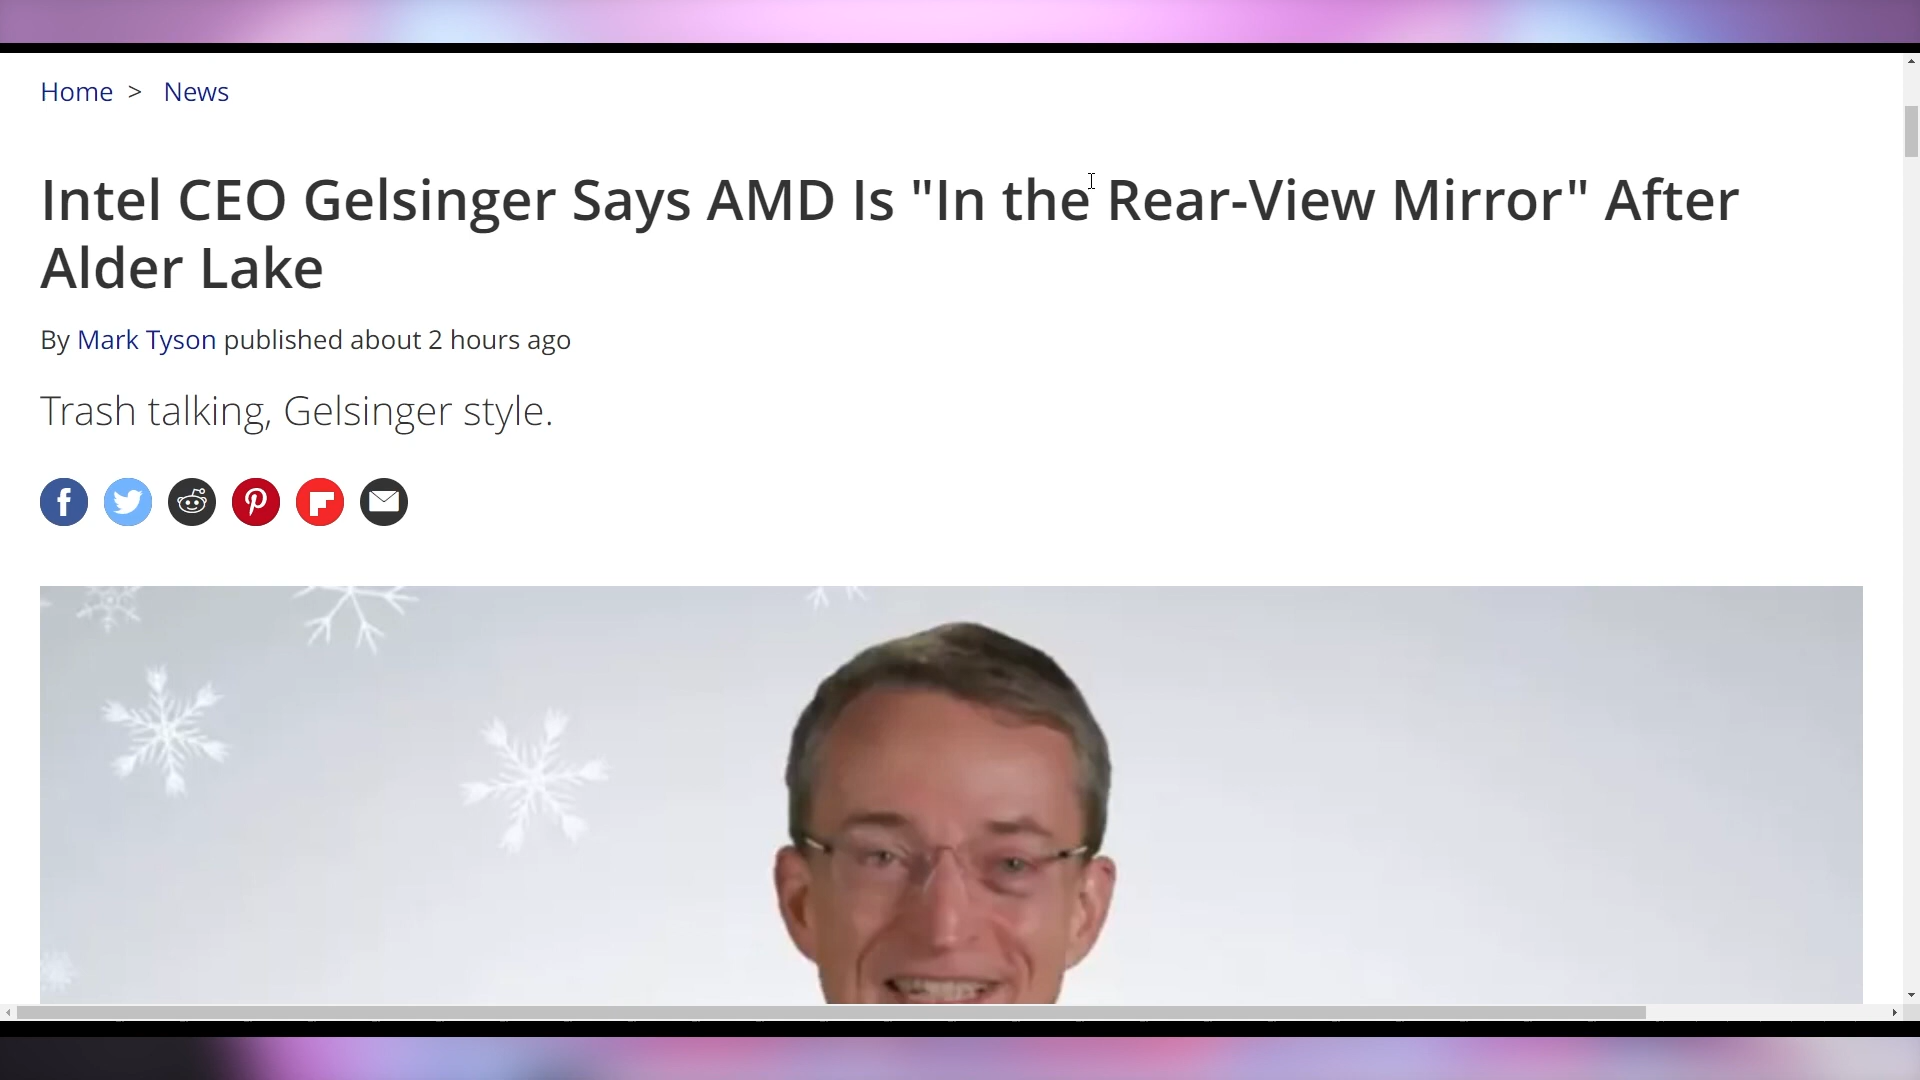 Home > News
Intel CEO Gelsinger Says AMD Is "In the Rear-View Mirror" After
Alder Lake
By Mark Tyson published about 2 hours ago
Trash talking, Gelsinger style.